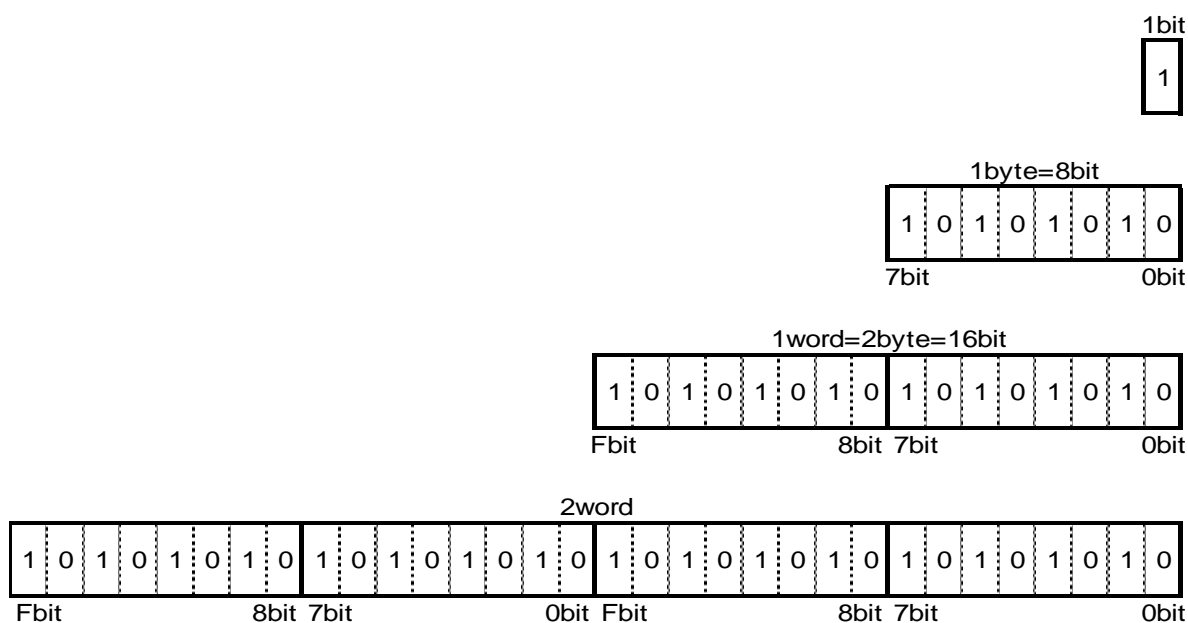 1bit
1
1byte=8bit
1 0 1 0 1 0 1 0
7bit 0bit
1word=2byte=16bit
1 0 1 0 1 0 1 0 1 0 1 0 1 0 1 0
Fbit 8bit 7bit 0bit
2word
1 0 1 0 1 0 1 0 1 0 1 0 1 0 1 0 1 0 1 0 1 0 1 0 1 0 1 0 1 0 1 0
Fbit 8bit 7bit 0bit Fbit 8bit 7bit 0bit